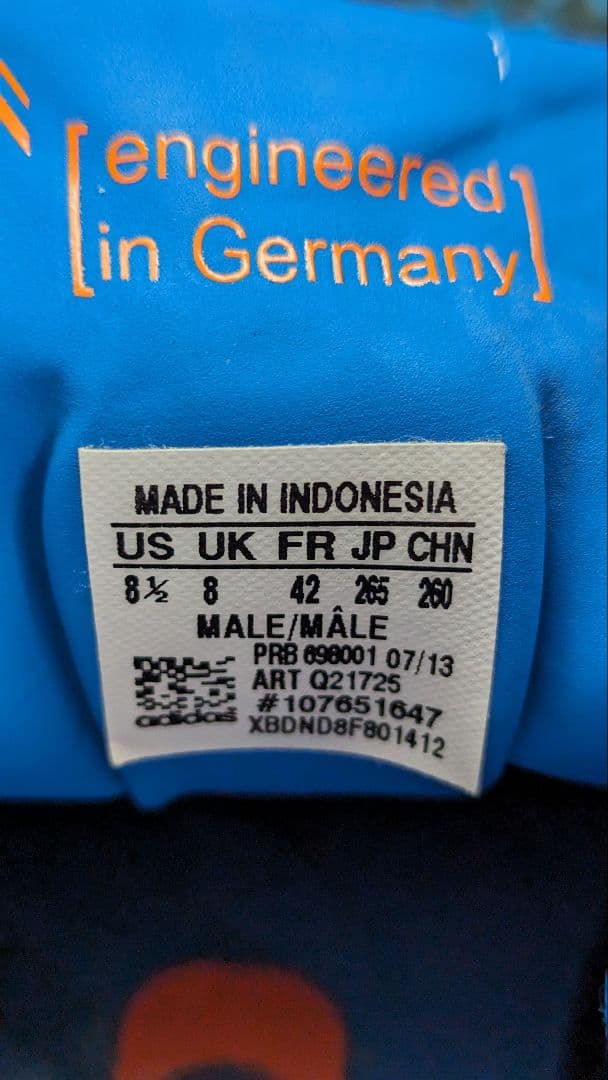 [engineered
in Germany]
MADE IN INDONESIA
US UK FR JP CHN
8½ 8 42 265 260
MALE/MÂLE
PRB 698001 07/13
ART Q21725
#107651647
XBDND8F801412
adidas